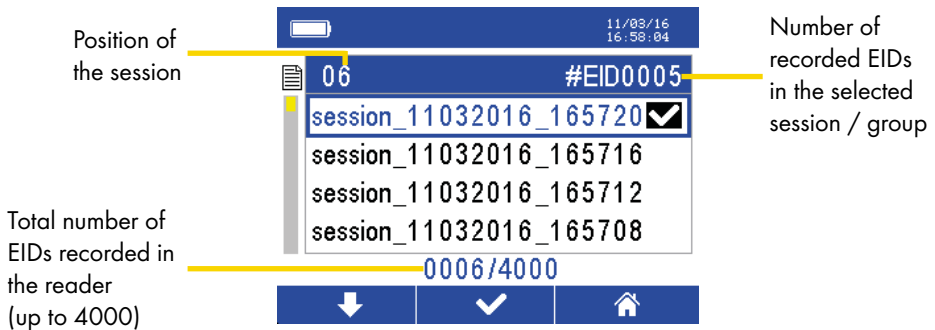 11/03/16
16:58:04
Position of
the session
Number of
recorded EIDs
in the selected
session / group
06 #EID0005
session_11032016_165720
session_11032016_165716
session_11032016_165712
session_11032016_165708
Total number of
EIDs recorded in
the reader
(up to 4000)
0006/4000